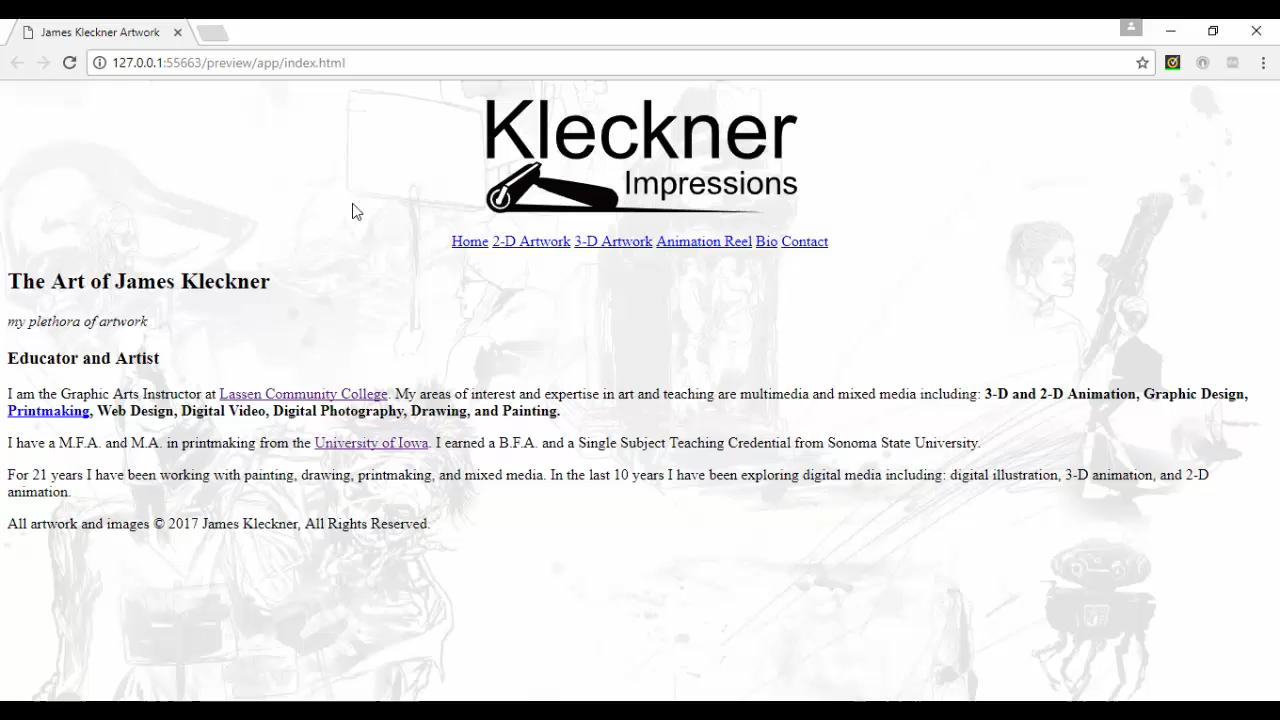 James Kleckner Artwork
127.0.0.1:55663/preview/app/index.html
Kleckner
Impressions
Home 2-D Artwork 3-D Artwork Animation Reel Bio Contact
The Art of James Kleckner
my plethora of artwork
Educator and Artist
I am the Graphic Arts Instructor at Lassen Community College. My areas of interest and expertise in art and teaching are multimedia and mixed media including: 3-D and 2-D Animation, Graphic Design,
Printmaking, Web Design, Digital Video, Digital Photography, Drawing, and Painting.
I have a M.F.A. and M.A. in printmaking from the University of Iowa. I earned a B.F.A. and a Single Subject Teaching Credential from Sonoma State University.
For 21 years I have been working with painting, drawing, printmaking, and mixed media. In the last 10 years I have been exploring digital media including: digital illustration, 3-D animation, and 2-D
animation.
All artwork and images © 2017 James Kleckner, All Rights Reserved.